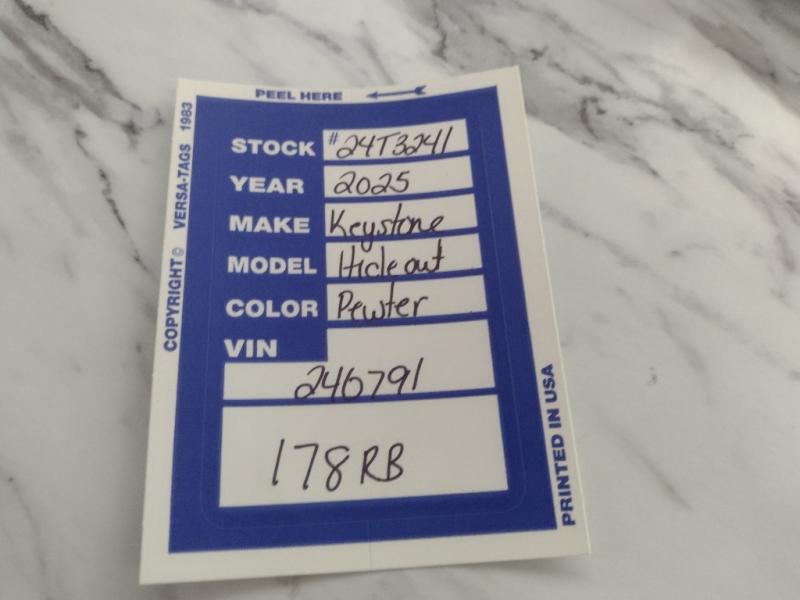 PEEL HERE
COPYRIGHT© VERSA-TAGS 1983
STOCK #24T3241
YEAR 2025
MAKE Keystone
MODEL Hideout
COLOR Pewter
VIN
246791
178RB
PRINTED IN USA